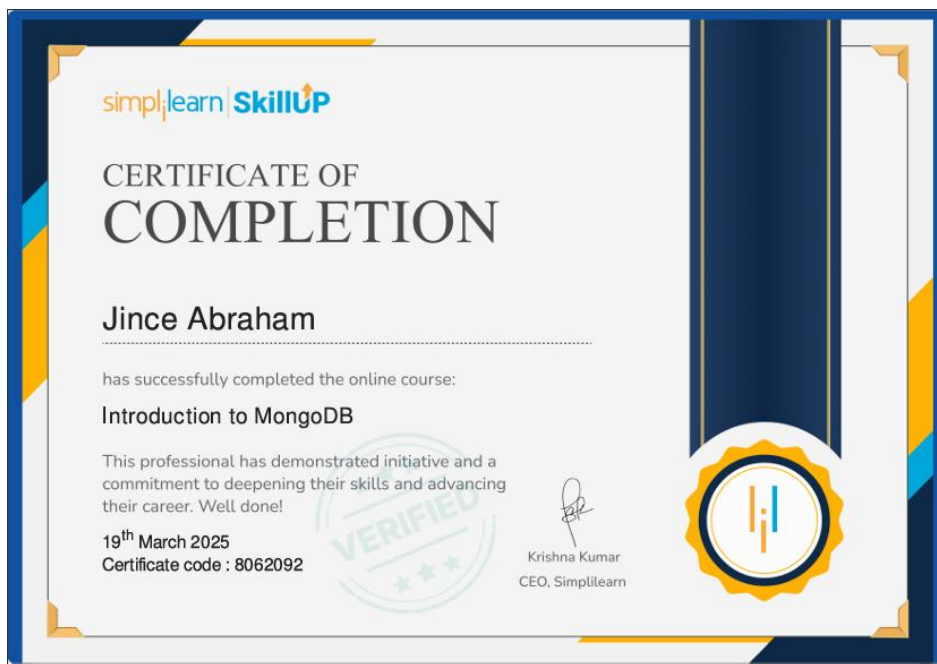 simplilearn | SkillUP
CERTIFICATE OF
COMPLETION
Jince Abraham
has successfully completed the online course:
Introduction to MongoDB
This professional has demonstrated initiative and a
commitment to deepening their skills and advancing
their career. Well done!
VERIFIED
19th March 2025
Certificate code : 8062092
Krishna Kumar
CEO, Simplilearn